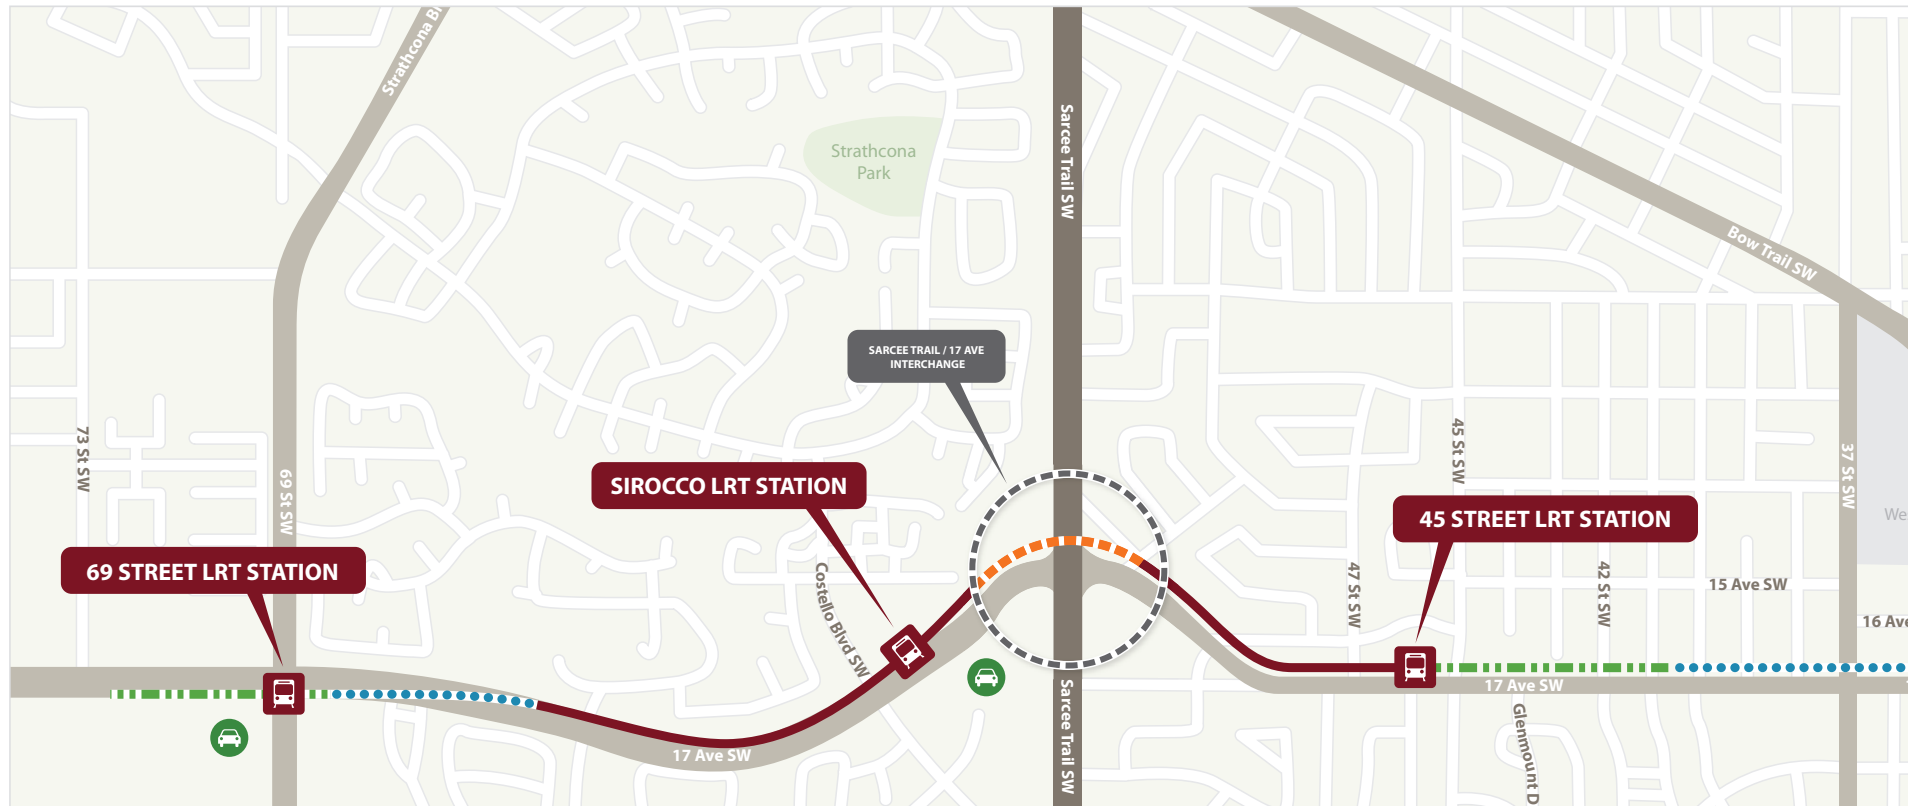 Strathcona
Sarcee Trail SW
Strathcona
Park
Bow Trail SW
SARCEE TRAIL / 17 AVE
INTERCHANGE
73 St SW
69 St SW
45 St SW
37 St SW
SIROCCO LRT STATION
45 STREET LRT STATION
69 STREET LRT STATION
Costello Blvd SW
47 St SW
42 St SW
15 Ave SW
16 Ave
17 Ave SW
Sarcee Trail SW
Glenmount D
17 Ave SW